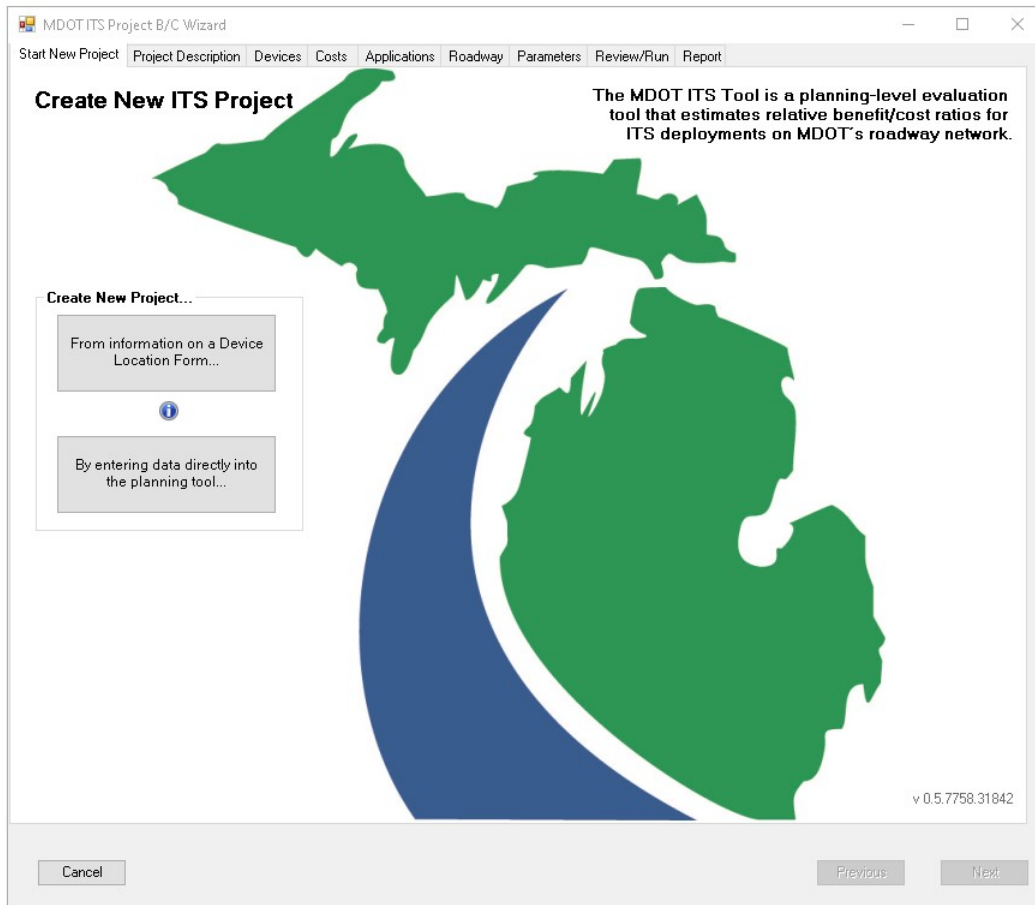 MDOT ITS Project B/C Wizard
Start New Project Project Description Devices Costs Applications Roadway Parameters Review/Run Report
Create New ITS Project
The MDOT ITS Tool is a planning-level evaluation
tool that estimates relative benefit/cost ratios for
ITS deployments on MDOT's roadway network.
Create New Project...
From information on a Device
Location Form...
By entering data directly into
the planning tool...
v 0.5.7758.31842
Cancel Previous Next